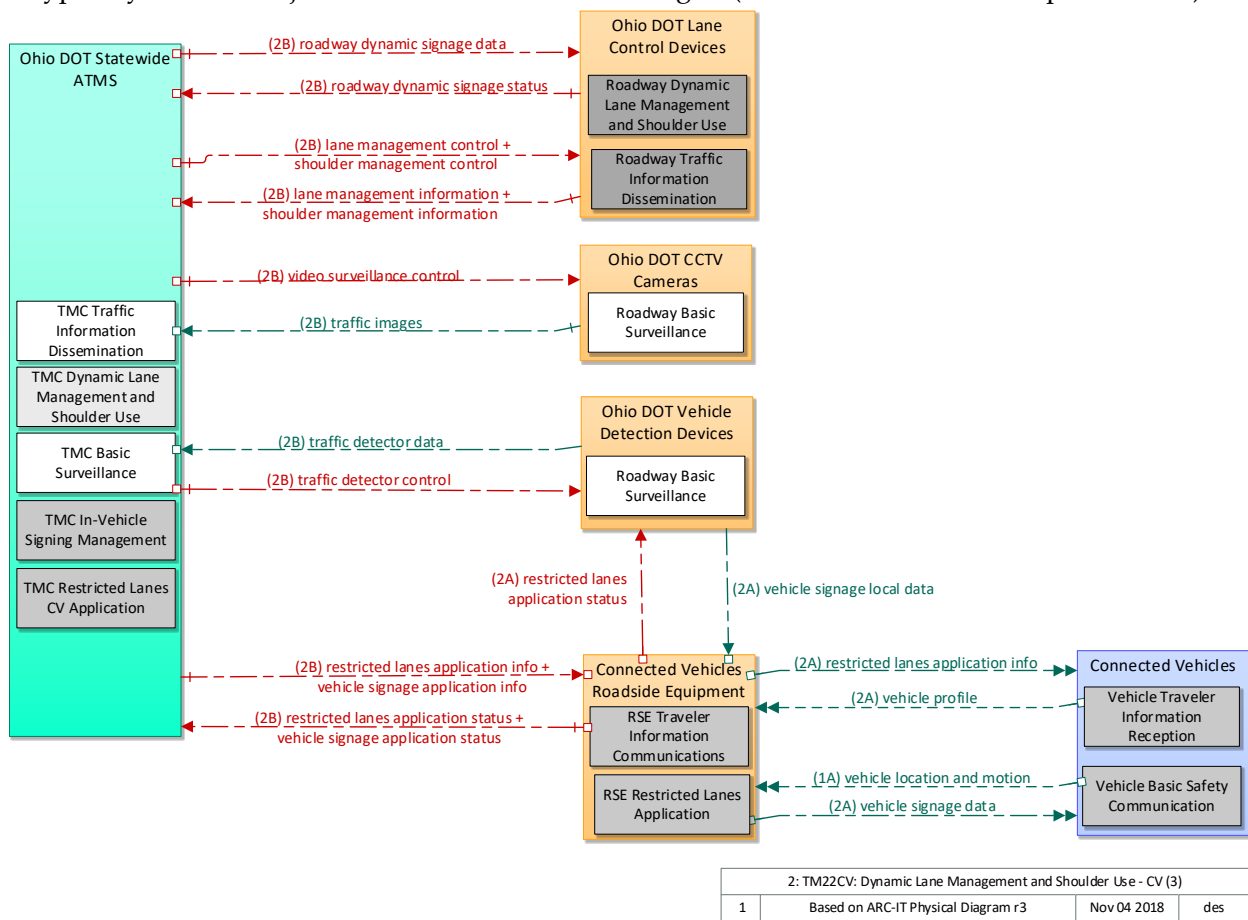 Ohio DOT Statewide
ATMS
TMC Traffic
Information
Dissemination
TMC Dynamic Lane
Management and
Shoulder Use
TMC Basic
Surveillance
TMC In-Vehicle
Signing Management
TMC Restricted Lanes
CV Application
(2B) roadway dynamic signage data
(2B) roadway dynamic signage status
(2B) lane management control +
shoulder management control
(2B) lane management information +
shoulder management information
(2B) video surveillance control
(2B) traffic images
(2B) traffic detector data
(2B) traffic detector control
(2A) restricted lanes
application status
(2A) vehicle signage local data
(2B) restricted lanes application info +
vehicle signage application info
(2B) restricted lanes application status +
vehicle signage application status
Ohio DOT Lane
Control Devices
Roadway Dynamic
Lane Management
and Shoulder Use
Roadway Traffic
Information
Dissemination
Ohio DOT CCTV
Cameras
Roadway Basic
Surveillance
Ohio DOT Vehicle
Detection Devices
Roadway Basic
Surveillance
Connected Vehicles
Roadside Equipment
RSE Traveler
Information
Communications
RSE Restricted Lanes
Application
(2A) restricted lanes application info
(2A) vehicle profile
(1A) vehicle location and motion
(2A) vehicle signage data
Connected Vehicles
Vehicle Traveler
Information
Reception
Vehicle Basic Safety
Communication
2: TM22CV: Dynamic Lane Management and Shoulder Use - CV (3)
1 Based on ARC-IT Physical Diagram r3 Nov 04 2018 des